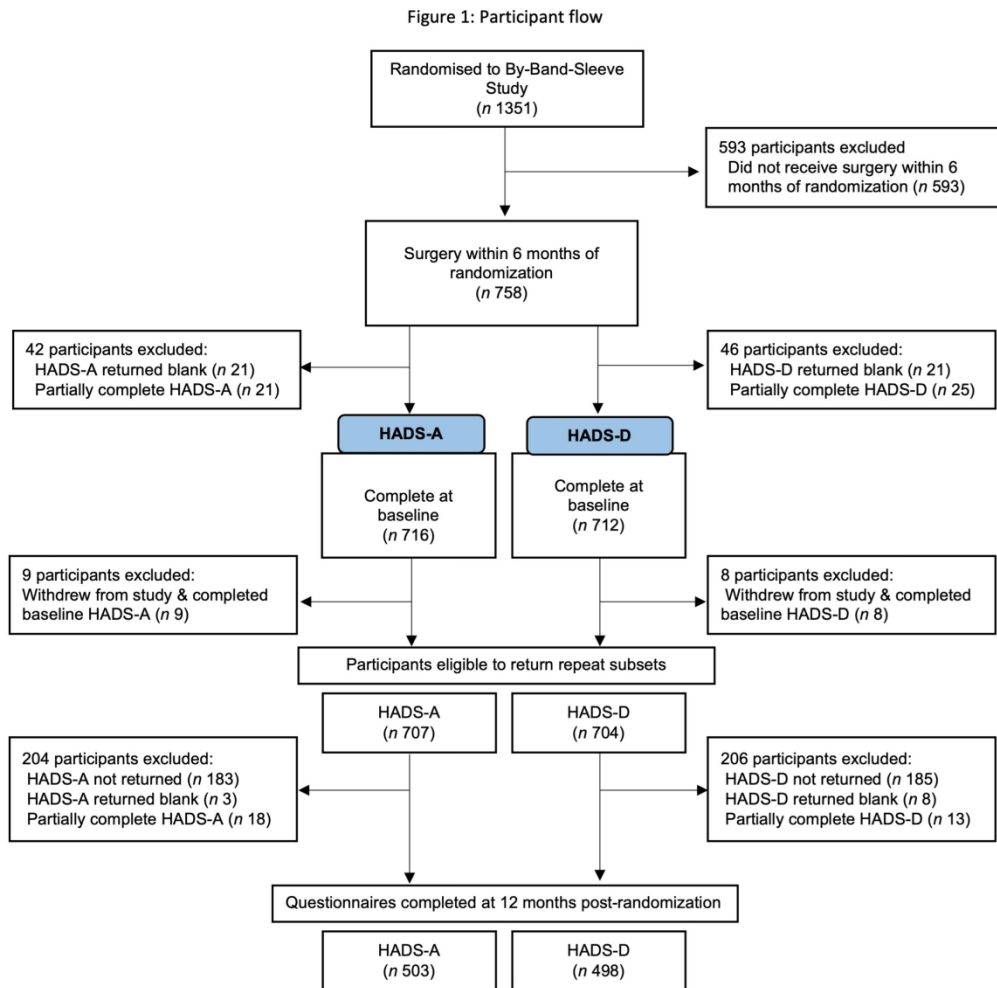 Figure 1: Participant flow
Randomised to By-Band-Sleeve
Study
(n 1351)
593 participants excluded
Did not receive surgery within 6
months of randomization (n 593)
Surgery within 6 months of
randomization
(n 758)
42 participants excluded:
HADS-A returned blank (n 21)
Partially complete HADS-A (n 21)
46 participants excluded:
HADS-D returned blank (n 21)
Partially complete HADS-D (n 25)
HADS-A
HADS-D
Complete at
baseline
(n 716)
Complete at
baseline
(n 712)
9 participants excluded:
Withdrew from study & completed
baseline HADS-A (n 9)
8 participants excluded:
Withdrew from study & completed
baseline HADS-D (n 8)
Participants eligible to return repeat subsets
HADS-A
(n 707)
HADS-D
(n 704)
204 participants excluded:
HADS-A not returned (n 183)
HADS-A returned blank (n 3)
Partially complete HADS-A (n 18)
206 participants excluded:
HADS-D not returned (n 185)
HADS-D returned blank (n 8)
Partially complete HADS-D (n 13)
Questionnaires completed at 12 months post-randomization
HADS-A
(n 503)
HADS-D
(n 498)